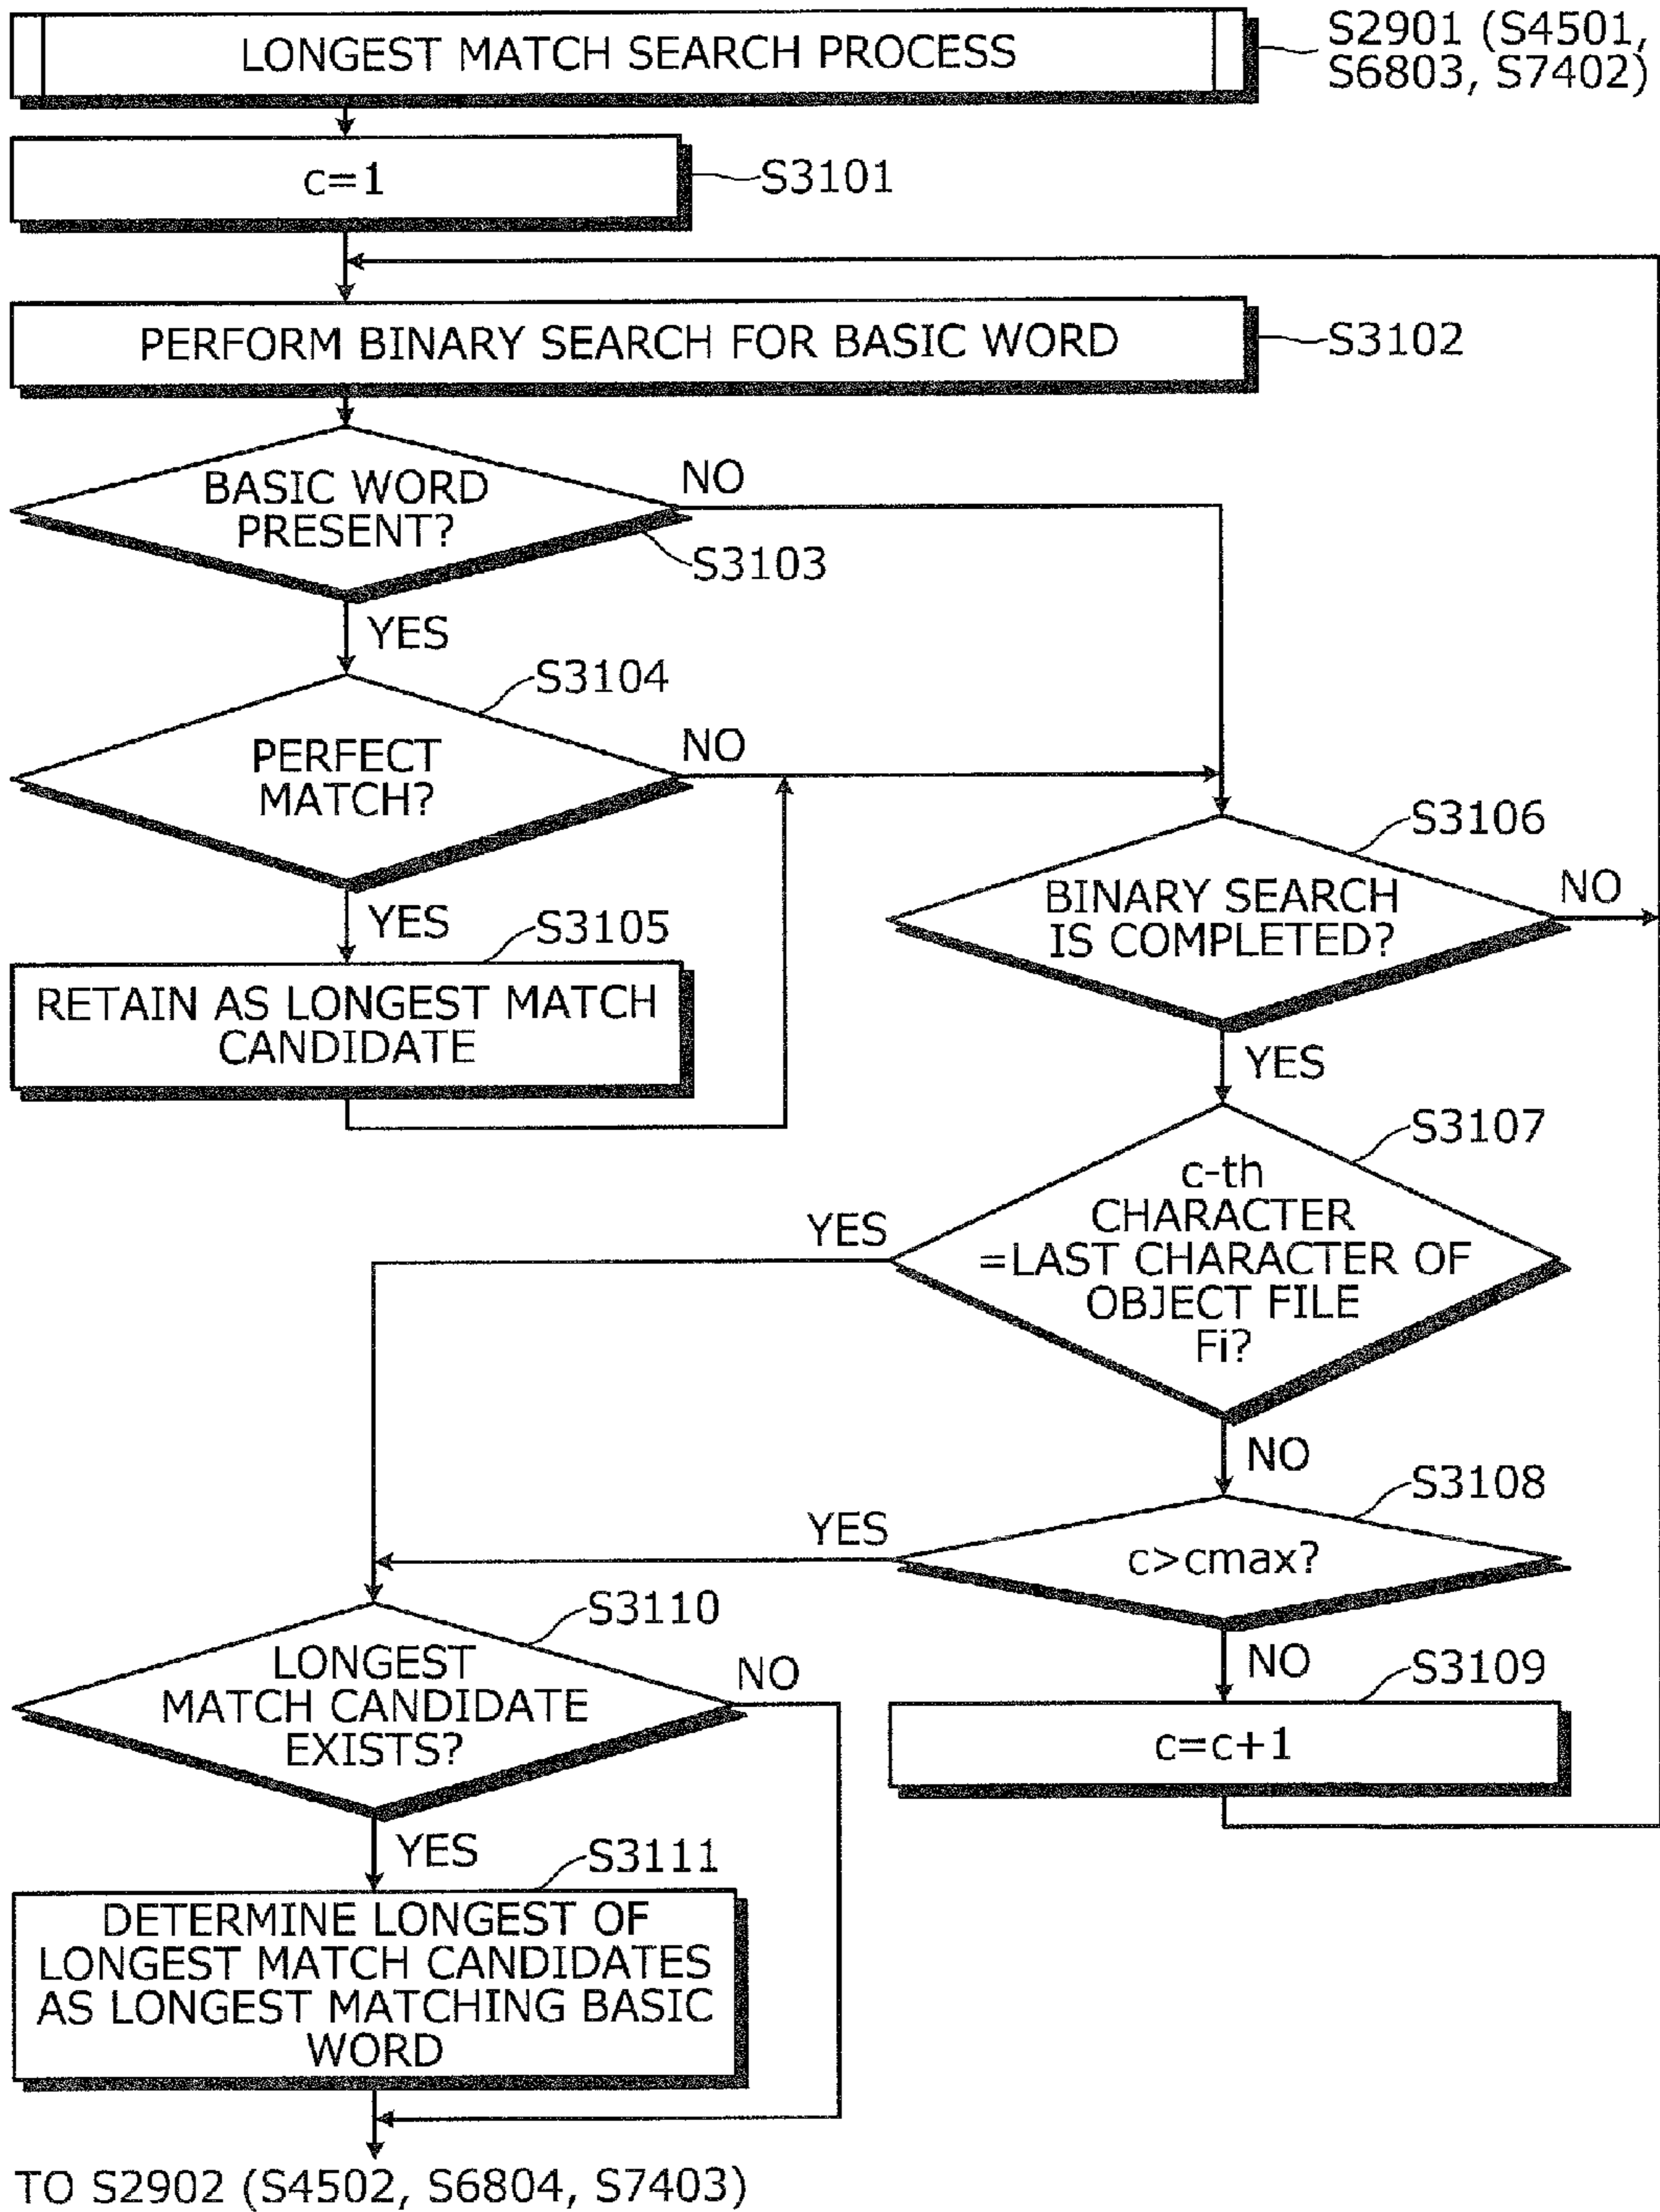 LONGEST MATCH SEARCH PROCESS
S2901 (S4501,
S6803, S7402)
c=1
S3101
PERFORM BINARY SEARCH FOR BASIC WORD
S3102
BASIC WORD
PRESENT?
NO
S3103
YES
S3104
PERFECT
MATCH?
NO
YES
S3105
RETAIN AS LONGEST MATCH
CANDIDATE
S3106
BINARY SEARCH
IS COMPLETED?
NO
YES
S3107
c-th
CHARACTER
=LAST CHARACTER OF
OBJECT FILE
Fi?
YES
NO
S3108
c>cmax?
YES
NO
S3109
c=c+1
S3110
LONGEST
MATCH CANDIDATE
EXISTS?
NO
YES
S3111
DETERMINE LONGEST OF
LONGEST MATCH CANDIDATES
AS LONGEST MATCHING BASIC
WORD
TO S2902 (S4502, S6804, S7403)